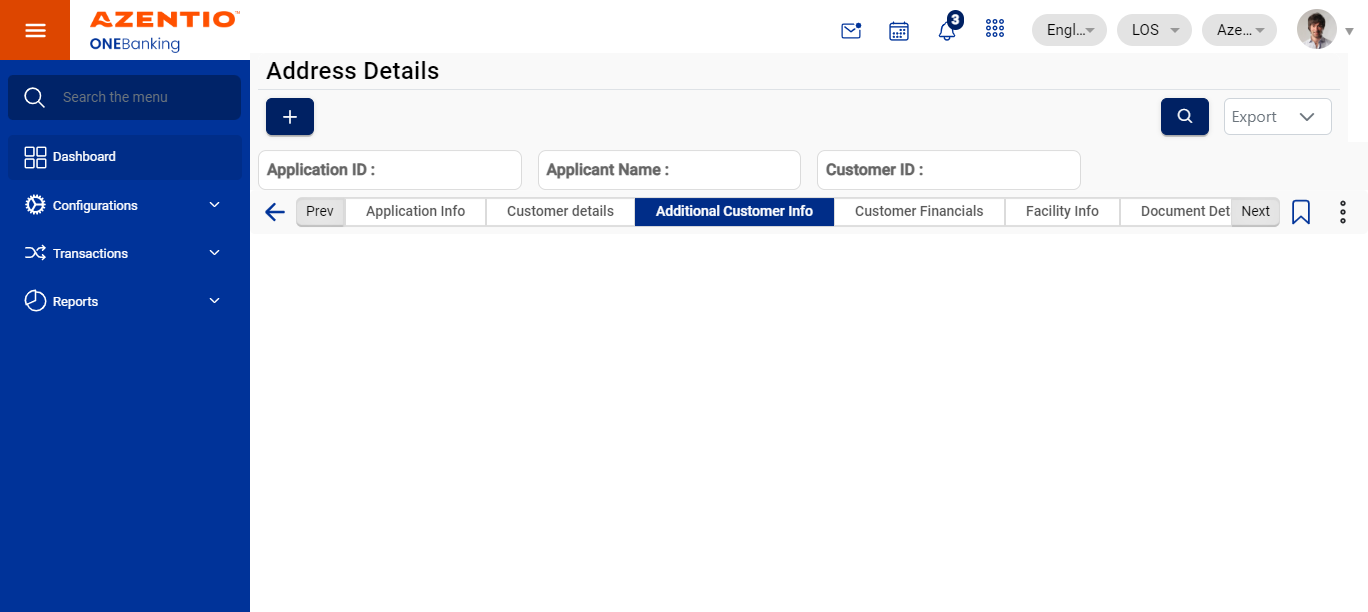 AZENTIO™
ONEBanking
3
Engl...
LOS
Aze...
Search the menu
Dashboard
Configurations
Transactions
Reports
Address Details
Export
Application ID :
Applicant Name :
Customer ID :
Prev
Application Info
Customer details
Additional Customer Info
Customer Financials
Facility Info
Document Det
Next